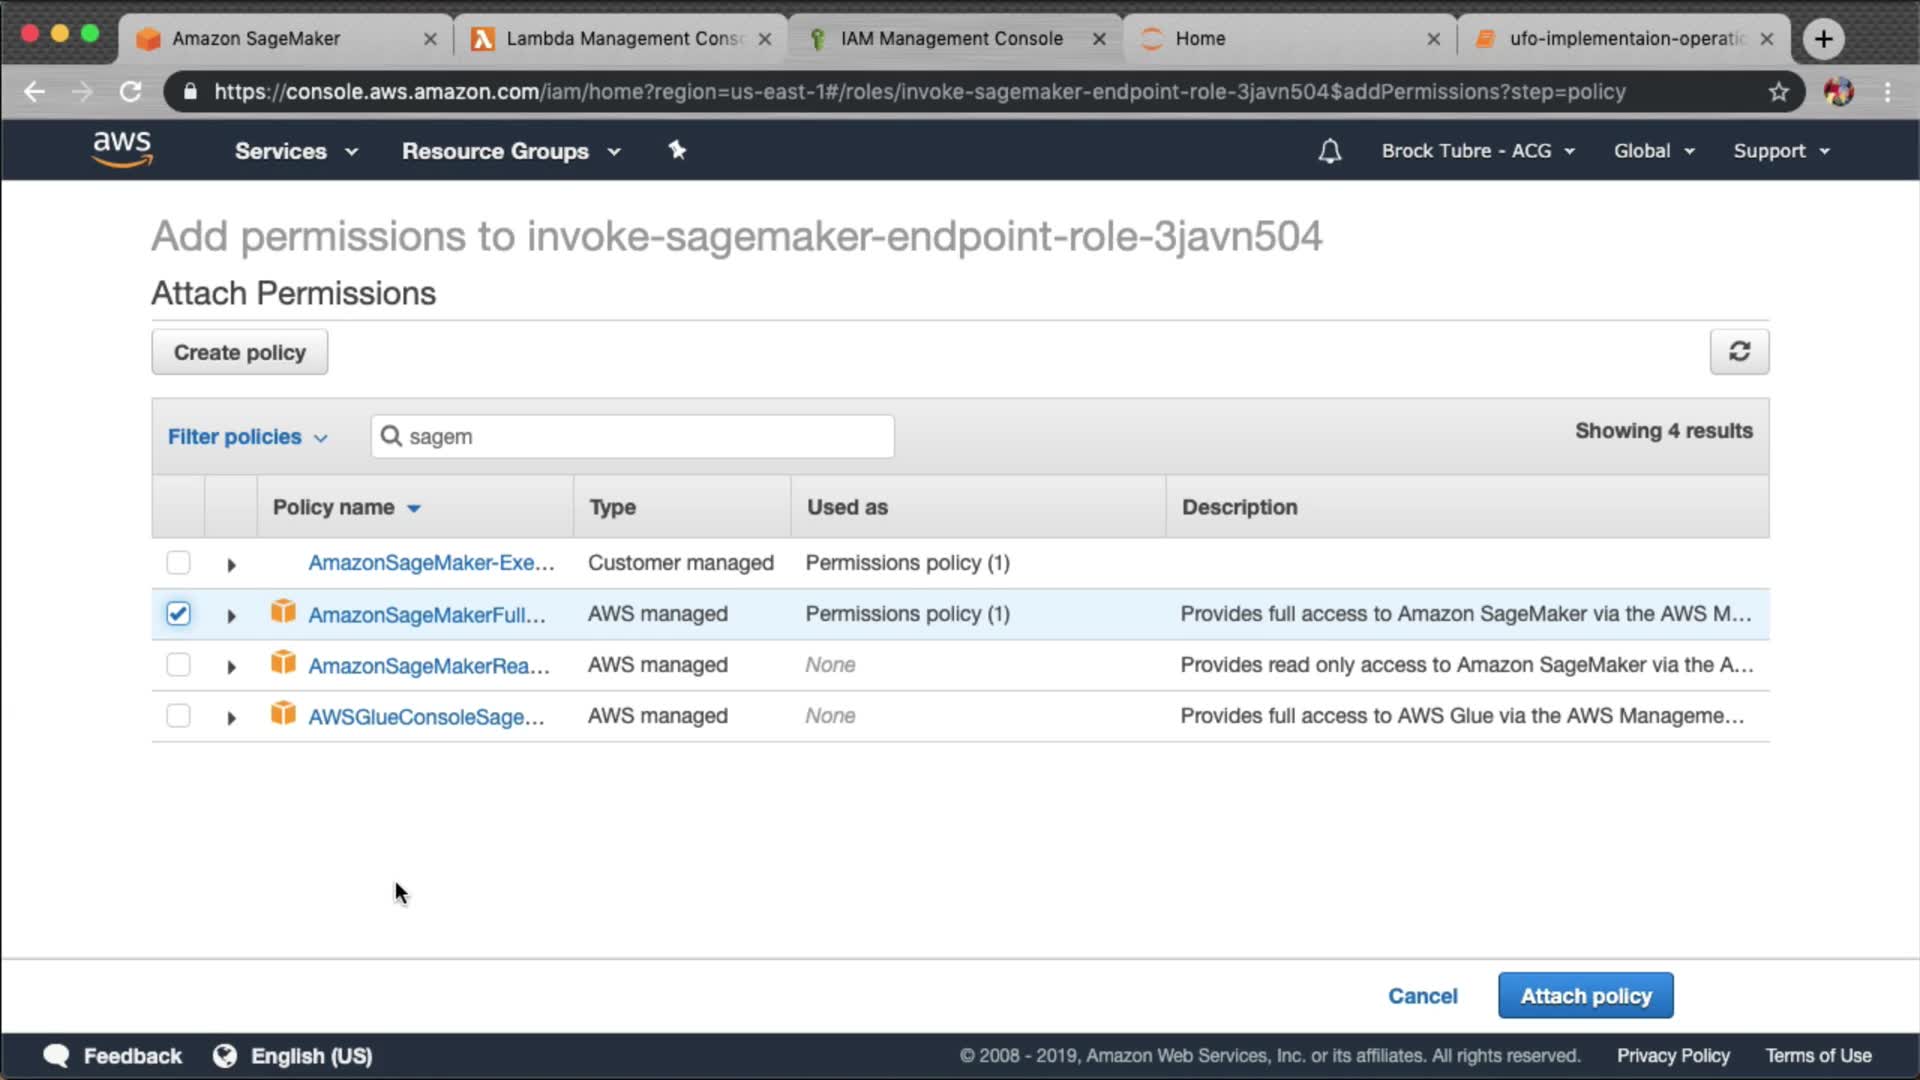 Amazon SageMaker
Lambda Management Conso
IAM Management Console
Home
ufo-implementaion-operatio
https://console.aws.amazon.com/iam/home?region=us-east-1#/roles/invoke-sagemaker-endpoint-role-3javn504$addPermissions?step=policy
aws
Services
Resource Groups
Brock Tubre - ACG
Global
Support
Add permissions to invoke-sagemaker-endpoint-role-3javn504
Attach Permissions
Create policy
Filter policies
sagem
Showing 4 results
Policy name
Type
Used as
Description
AmazonSageMaker-Exe... Customer managed Permissions policy (1)
AmazonSageMakerFull... AWS managed Permissions policy (1) Provides full access to Amazon SageMaker via the AWS M...
AmazonSageMakerRea... AWS managed None Provides read only access to Amazon SageMaker via the A...
AWSGlueConsoleSage... AWS managed None Provides full access to AWS Glue via the AWS Manageme...
Cancel
Attach policy
Feedback
English (US)
© 2008 - 2019, Amazon Web Services, Inc. or its affiliates. All rights reserved.
Privacy Policy
Terms of Use